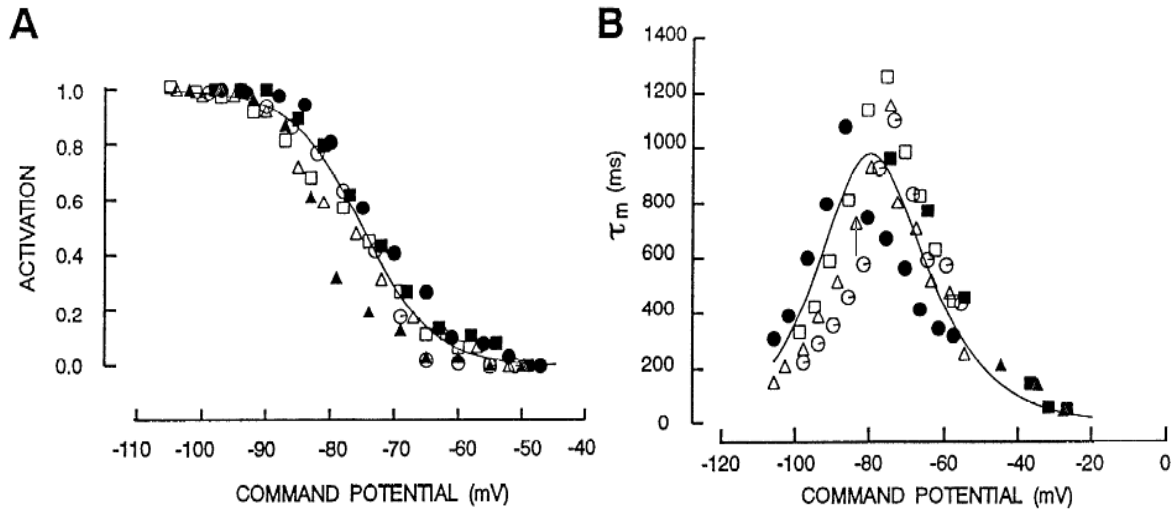 A
ACTIVATION
1.0
0.8
0.6
0.4
0.2
0.0
-110 -100 -90 -80 -70 -60 -50 -40
COMMAND POTENTIAL (mV)
B
τm (ms)
1400
1200
1000
800
600
400
200
0
-120 -100 -80 -60 -40 -20 0
COMMAND POTENTIAL (mV)